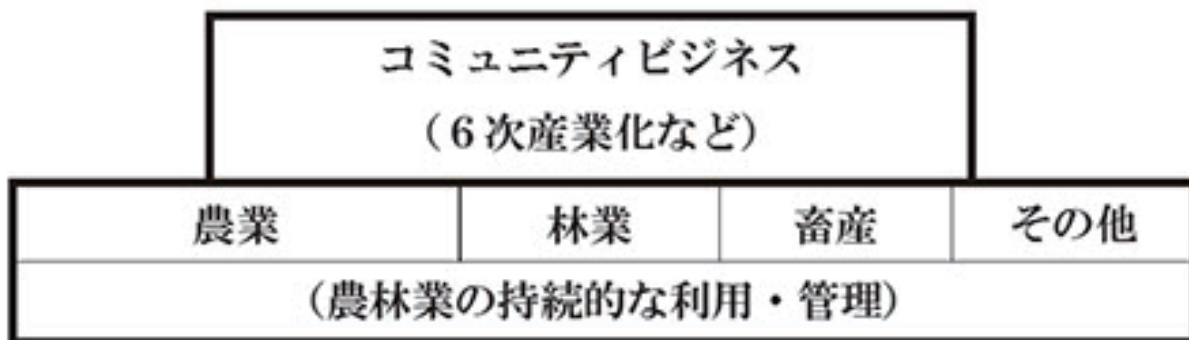 コミュニティビジネス
（６次産業化など）
農業 林業 畜産 その他
（農林業の持続的な利用・管理）